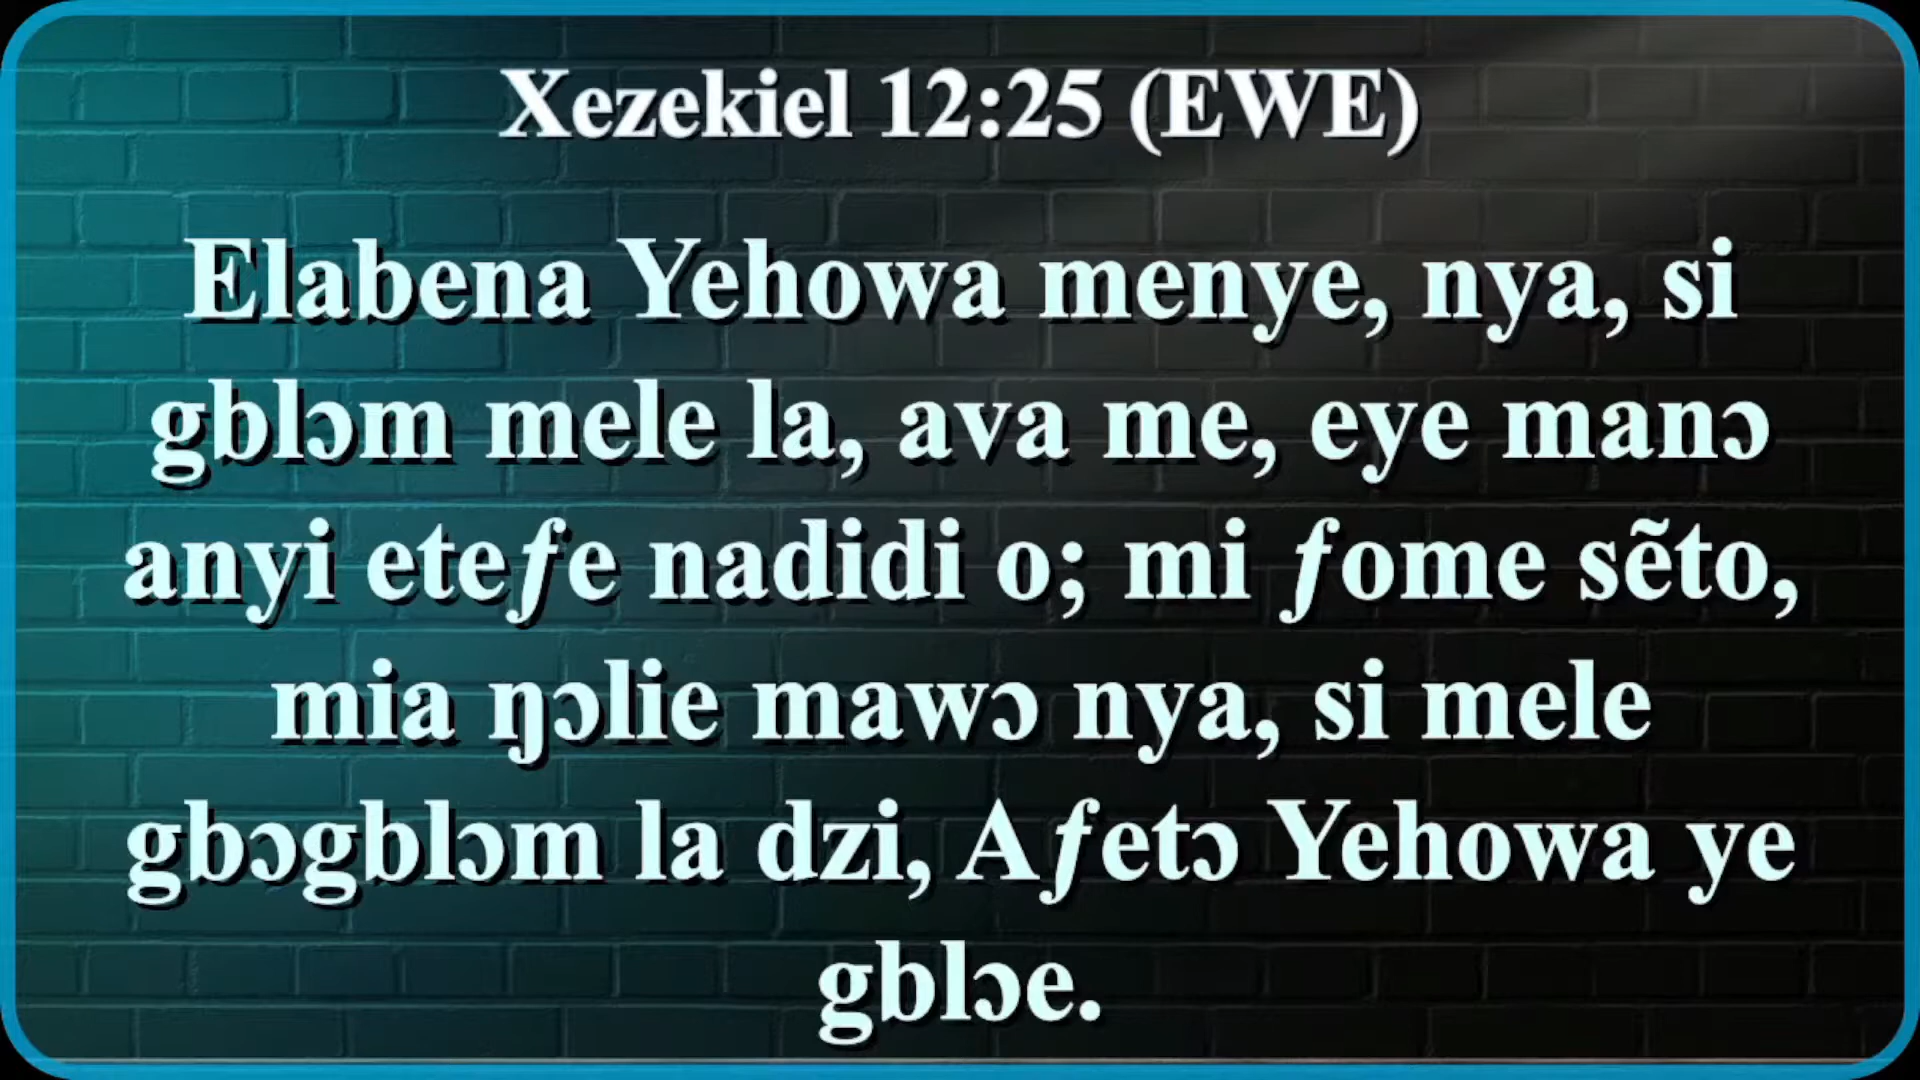 Xezekiel 12:25 (EWE)
Elabena Yehowa menye, nya, si
gblɔm mele la, ava me, eye manɔ
anyi eteƒe nadidi o; mi ƒome sẽto,
mia ŋɔlie mawɔ nya, si mele
gbɔgblɔm la dzi, Aƒetɔ Yehowa ye
gblɔe.